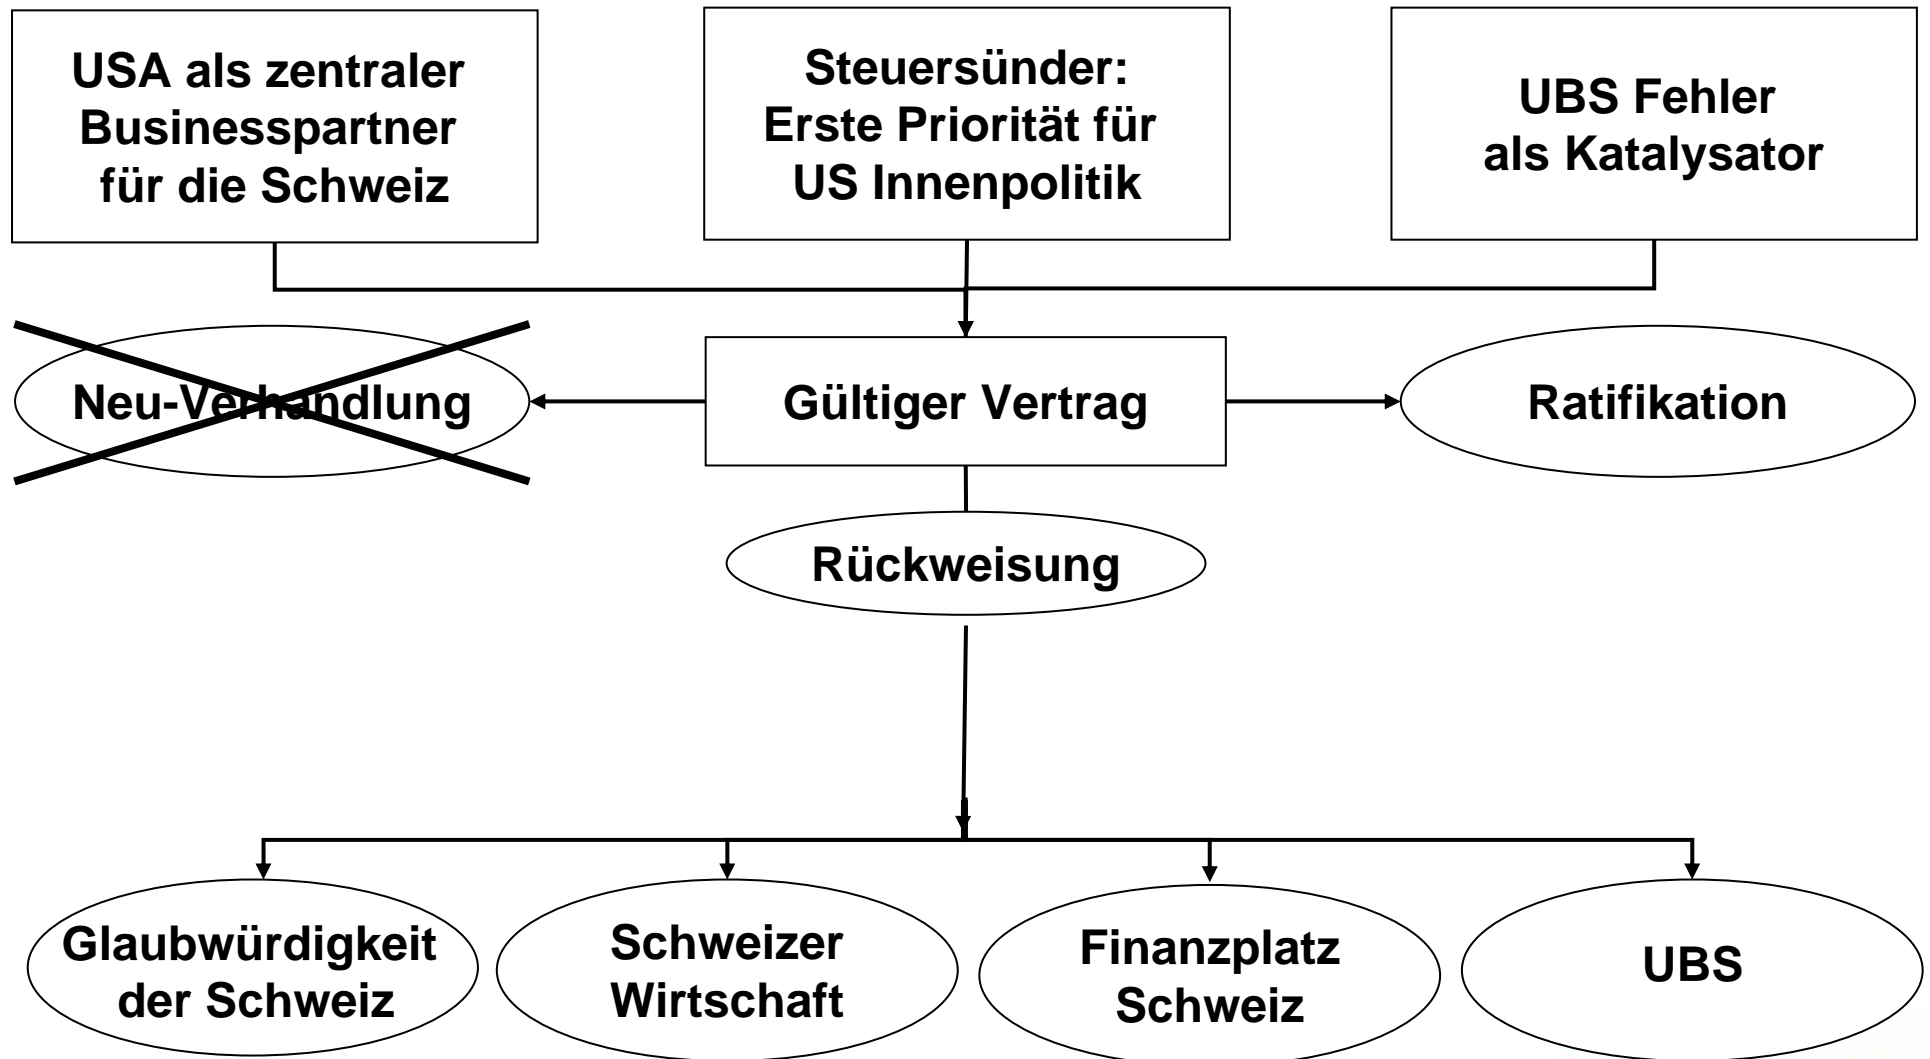 USA als zentraler
Businesspartner
für die Schweiz
Steuersünder:
Erste Priorität für
US Innenpolitik
UBS Fehler
als Katalysator
Neu-Verhandlung
Gültiger Vertrag
Ratifikation
Rückweisung
Glaubwürdigkeit
der Schweiz
Schweizer
Wirtschaft
Finanzplatz
Schweiz
UBS